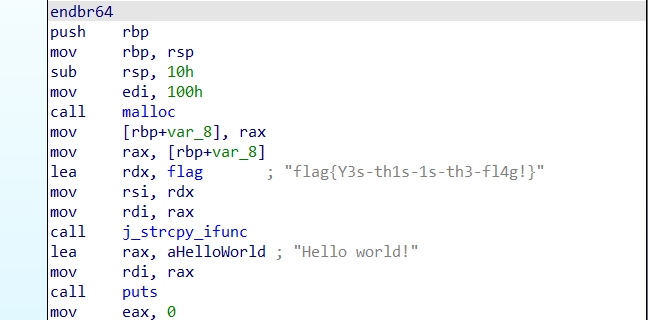 endbr64
push rbp
mov rbp, rsp
sub rsp, 10h
mov edi, 100h
call malloc
mov [rbp+var_8], rax
mov rax, [rbp+var_8]
lea rdx, flag ; "flag{Y3s-th1s-1s-th3-fl4g!}"
mov rsi, rdx
mov rdi, rax
call j_strcpy_ifunc
lea rax, aHelloWorld ; "Hello world!"
mov rdi, rax
call puts
mov eax, 0